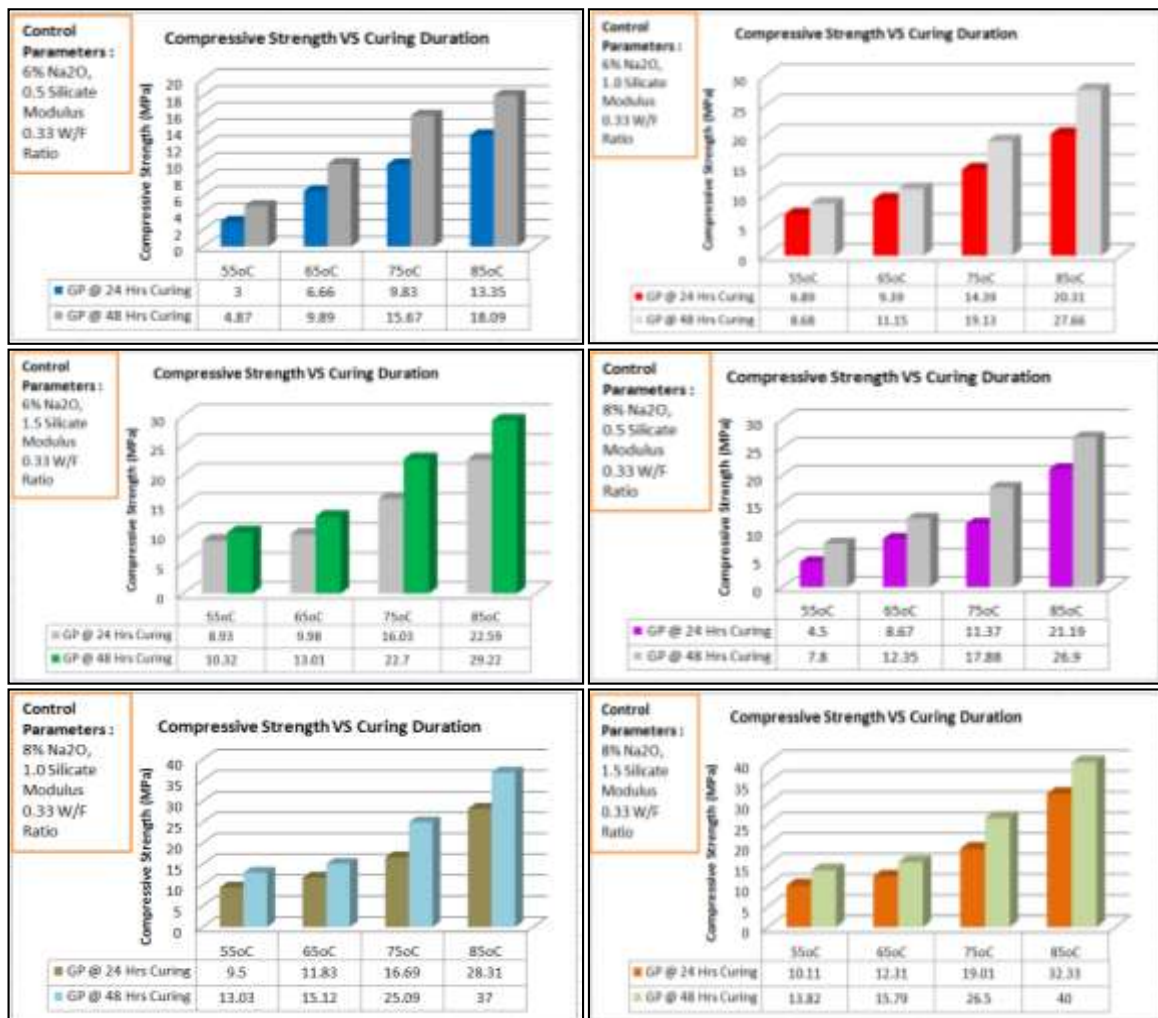 Control
Parameters :
6% Na2O,
0.5 Silicate
Modulus
0.33 W/F
Ratio
Compressive Strength VS Curing Duration
Compressive Strength (MPa)
20
18
16
14
12
10
8
6
4
2
0
55oC 65oC 75oC 85oC
GP @ 24 Hrs Curing 3 6.66 9.83 13.35
GP @ 48 Hrs Curing 4.87 9.89 15.67 18.09
Control
Parameters :
6% Na2O,
1.0 Silicate
Modulus
0.33 W/F
Ratio
Compressive Strength VS Curing Duration
Compressive Strength (MPa)
30
25
20
15
10
5
0
55oC 65oC 75oC 85oC
GP @ 24 Hrs Curing 6.89 9.39 14.39 20.31
GP @ 48 Hrs Curing 8.68 11.15 19.13 27.66
Control
Parameters :
6% Na2O,
1.5 Silicate
Modulus
0.33 W/F
Ratio
Compressive Strength VS Curing Duration
Compressive Strength (MPa)
30
25
20
15
10
5
0
55oC 65oC 75oC 85oC
GP @ 24 Hrs Curing 8.93 9.98 16.03 22.59
GP @ 48 Hrs Curing 10.32 13.01 22.7 29.22
Control
Parameters :
8% Na2O,
0.5 Silicate
Modulus
0.33 W/F
Ratio
Compressive Strength VS Curing Duration
Compressive Strength (MPa)
30
25
20
15
10
5
0
55oC 65oC 75oC 85oC
GP @ 24 Hrs Curing 4.5 8.67 11.37 21.19
GP @ 48 Hrs Curing 7.8 12.35 17.88 26.9
Control
Parameters :
8% Na2O,
1.0 Silicate
Modulus
0.33 W/F
Ratio
Compressive Strength VS Curing Duration
Compressive Strength (MPa)
40
35
30
25
20
15
10
5
0
55oC 65oC 75oC 85oC
GP @ 24 Hrs Curing 9.5 11.83 16.69 28.31
GP @ 48 Hrs Curing 13.03 15.12 25.09 37
Control
Parameters :
8% Na2O,
1.5 Silicate
Modulus
0.33 W/F
Ratio
Compressive Strength VS Curing Duration
Compressive Strength (MPa)
40
35
30
25
20
15
10
5
0
55oC 65oC 75oC 85oC
GP @ 24 Hrs Curing 10.11 12.31 19.01 32.33
GP @ 48 Hrs Curing 13.82 15.79 26.5 40